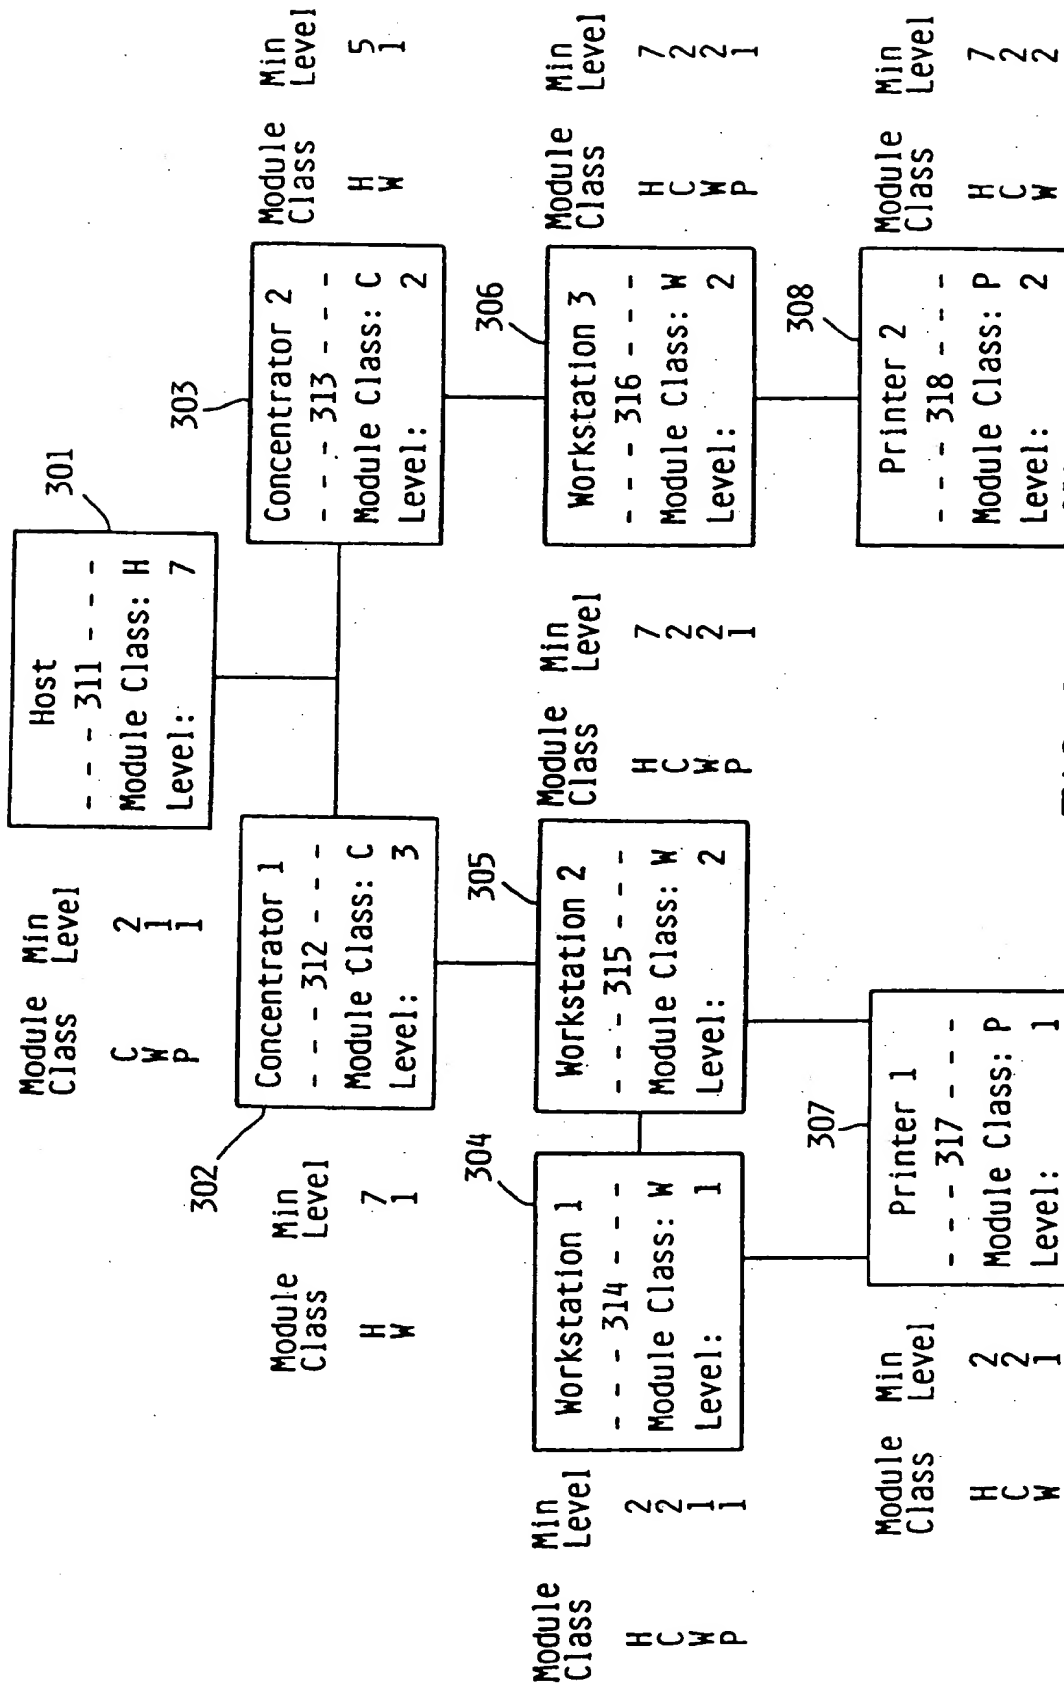 Module Min
Class Level
C 2
W 1
P 1
Host
- - - 311 - - -
Module Class: H
Level: 7
301
302
Concentrator 1
- - - 312 - - -
Module Class: C
Level: 3
Module Min
Class Level
H 7
W 1
303
Concentrator 2
- - - 313 - - -
Module Class: C
Level: 2
Module Min
Class Level
H 5
W 1
Module Min
Class Level
H 2
C 2
W 1
P 1
304
Workstation 1
- - - 314 - - -
Module Class: W
Level: 1
305
Workstation 2
- - - 315 - - -
Module Class: W
Level: 2
Module Min
Class Level
H 7
C 2
W 2
P 1
306
Workstation 3
- - - 316 - - -
Module Class: W
Level: 2
Module Min
Class Level
H 7
C 2
W 2
P 1
Module Min
Class Level
H 2
C 2
W 1
307
Printer 1
- - - 317 - - -
Module Class: P
Level: 1
308
Printer 2
- - - 318 - - -
Module Class: P
Level: 2
Module Min
Class Level
H 7
C 2
W 2